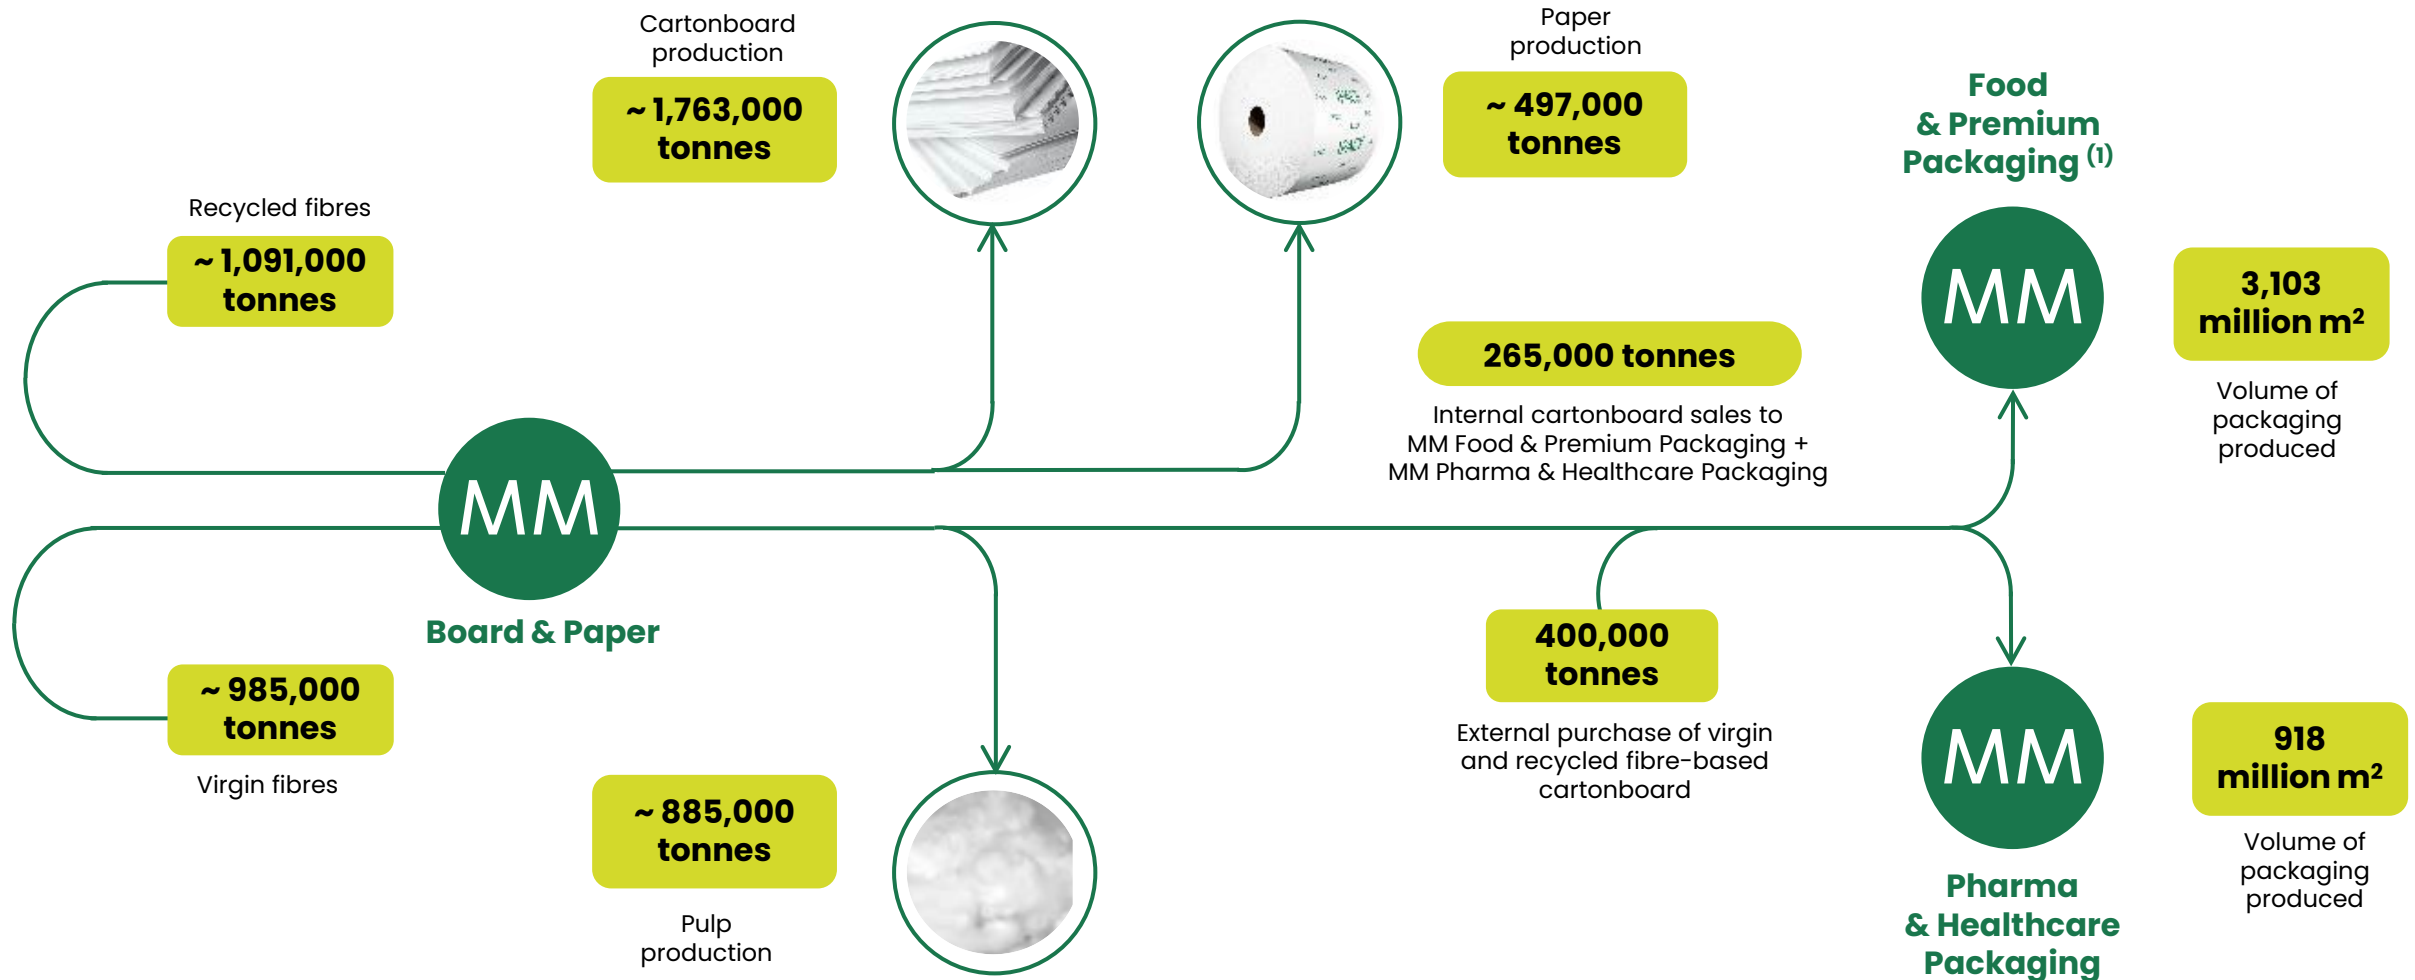 Cartonboard
production
~ 1,763,000
tonnes
Paper
production
~ 497,000
tonnes
Food
& Premium
Packaging (1)
MM
3,103
million m²
Volume of
packaging
produced
Recycled fibres
~ 1,091,000
tonnes
265,000 tonnes
Internal cartonboard sales to
MM Food & Premium Packaging +
MM Pharma & Healthcare Packaging
MM
Board & Paper
~ 985,000
tonnes
Virgin fibres
~ 885,000
tonnes
Pulp
production
400,000
tonnes
External purchase of virgin
and recycled fibre-based
cartonboard
MM
Pharma
& Healthcare
Packaging
918
million m²
Volume of
packaging
produced